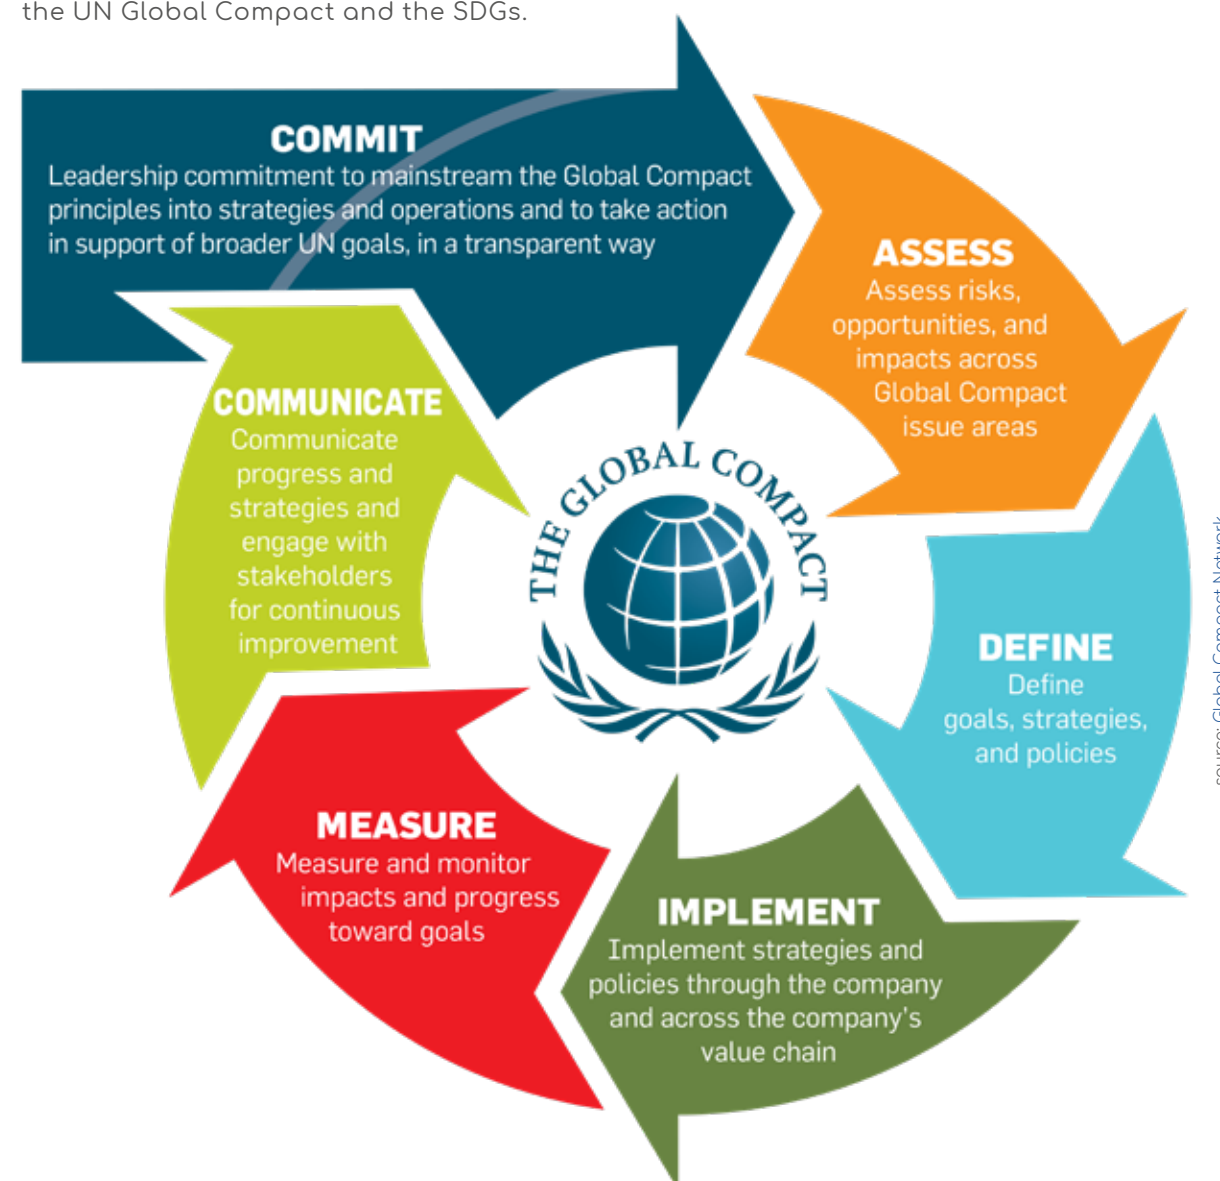 the UN Global Compact and the SDGs.
COMMIT
Leadership commitment to mainstream the Global Compact
principles into strategies and operations and to take action
in support of broader UN goals, in a transparent way
ASSESS
Assess risks,
opportunities, and
impacts across
Global Compact
issue areas
DEFINE
Define
goals, strategies,
and policies
IMPLEMENT
Implement strategies and
policies through the company
and across the company's
value chain
MEASURE
Measure and monitor
impacts and progress
toward goals
COMMUNICATE
Communicate
progress and
strategies and
engage with
stakeholders
for continuous
improvement
THE GLOBAL COMPACT
source: Global Compact Network